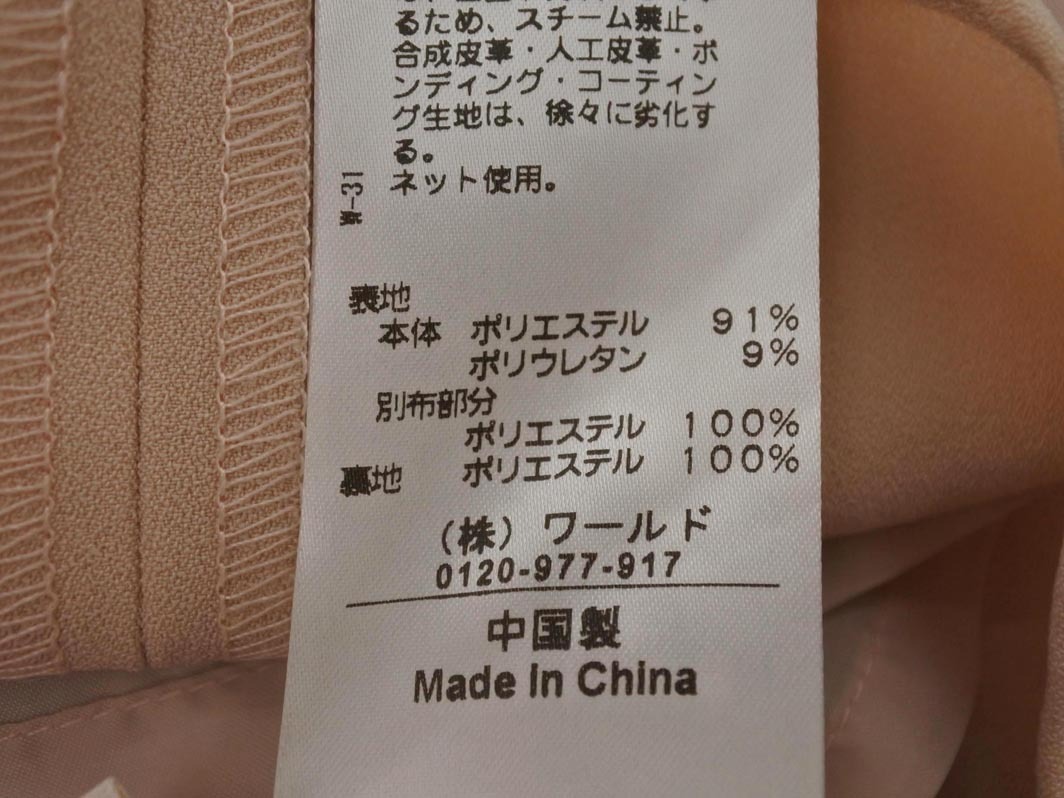 るため、スチーム禁止。
合成皮革・人工皮革・ボ
ンディング・コーティン
グ生地は、徐々に劣化す
る。
ネット使用。
W-31
表地
本体 ポリエステル 91%
ポリウレタン 9%
別布部分
ポリエステル 100%
裏地 ポリエステル 100%
(株) ワールド
0120-977-917
中国製
Made In China